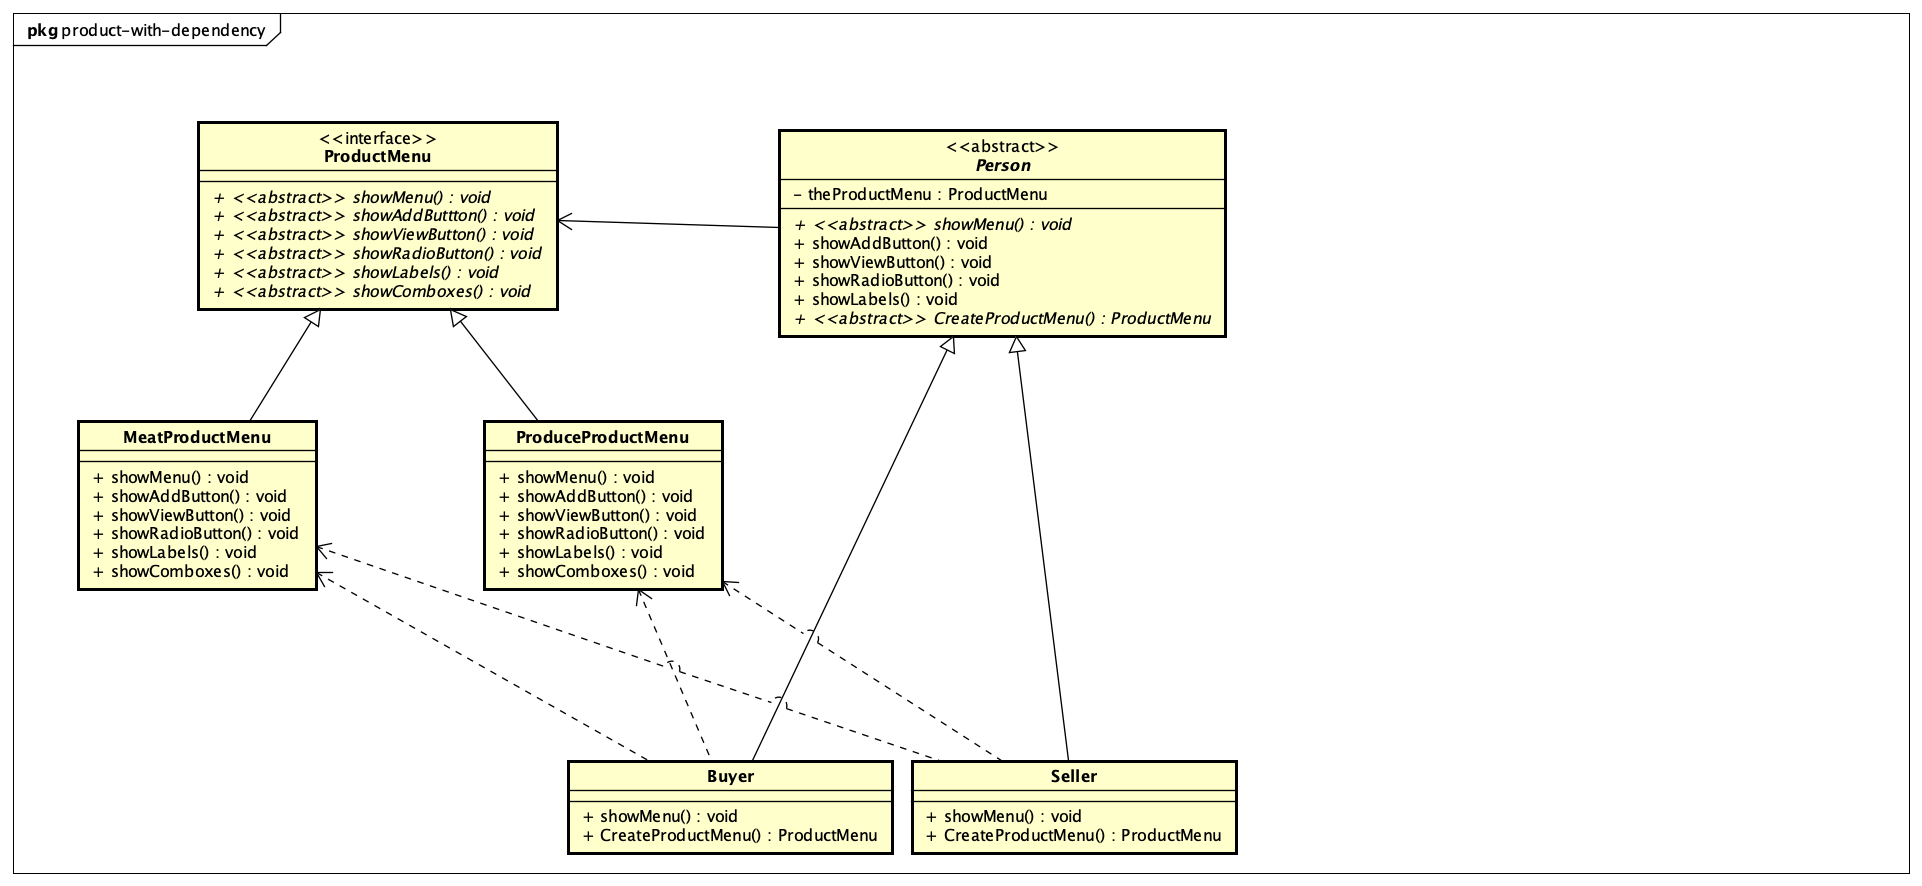 pkg product-with-dependency
<<interface>>
ProductMenu
+ <<abstract>> showMenu() : void
+ <<abstract>> showAddButtton() : void
+ <<abstract>> showViewButton() : void
+ <<abstract>> showRadioButton() : void
+ <<abstract>> showLabels() : void
+ <<abstract>> showComboxes() : void
<<abstract>>
Person
- theProductMenu : ProductMenu
+ <<abstract>> showMenu() : void
+ showAddButton() : void
+ showViewButton() : void
+ showRadioButton() : void
+ showLabels() : void
+ <<abstract>> CreateProductMenu() : ProductMenu
MeatProductMenu
+ showMenu() : void
+ showAddButton() : void
+ showViewButton() : void
+ showRadioButton() : void
+ showLabels() : void
+ showComboxes() : void
ProduceProductMenu
+ showMenu() : void
+ showAddButton() : void
+ showViewButton() : void
+ showRadioButton() : void
+ showLabels() : void
+ showComboxes() : void
Buyer
+ showMenu() : void
+ CreateProductMenu() : ProductMenu
Seller
+ showMenu() : void
+ CreateProductMenu() : ProductMenu